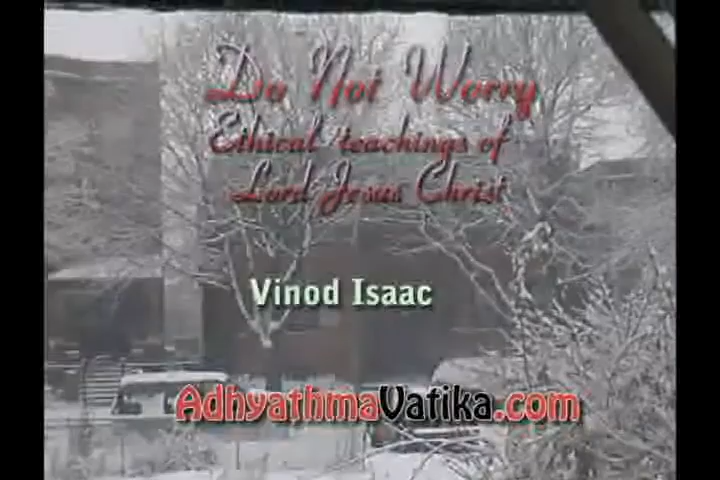 Do Not Worry
Ethical teachings of
Lord Jesus Christ
Vinod Isaac
AdhyathmaVatika.com